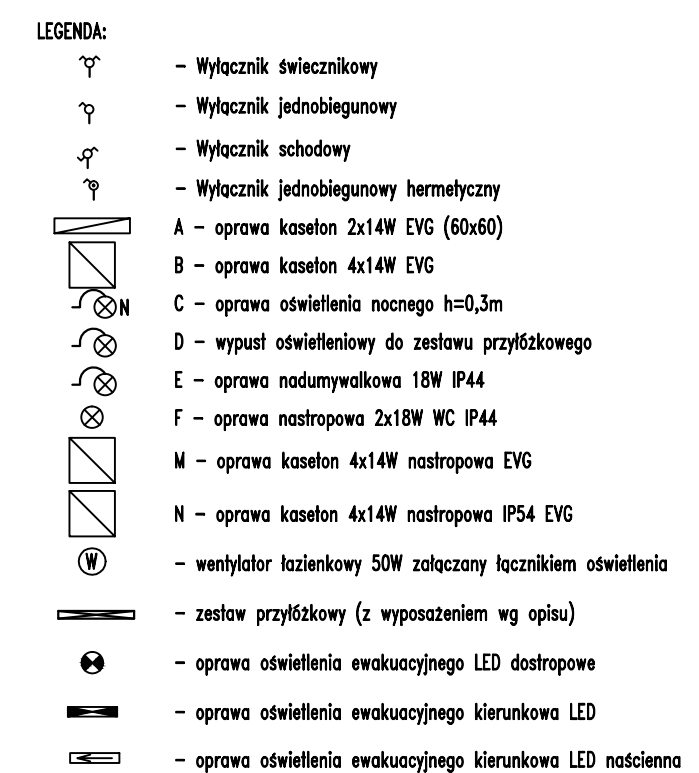 LEGENDA:
– Wyłącznik świecznikowy
– Wyłącznik jednobiegunowy
– Wyłącznik schodowy
– Wyłącznik jednobiegunowy hermetyczny
A – oprawa kaseton 2x14W EVG (60x60)
B – oprawa kaseton 4x14W EVG
N C – oprawa oświetlenia nocnego h=0,3m
D – wypust oświetleniowy do zestawu przyłóżkowego
E – oprawa nadumywalkowa 18W IP44
F – oprawa nastropowa 2x18W WC IP44
M – oprawa kaseton 4x14W nastropowa EVG
N – oprawa kaseton 4x14W nastropowa IP54 EVG
W – wentylator łazienkowy 50W załączany łącznikiem oświetlenia
– zestaw przyłóżkowy (z wyposażeniem wg opisu)
– oprawa oświetlenia ewakuacyjnego LED dostropowe
– oprawa oświetlenia ewakuacyjnego kierunkowa LED
– oprawa oświetlenia ewakuacyjnego kierunkowa LED naścienna